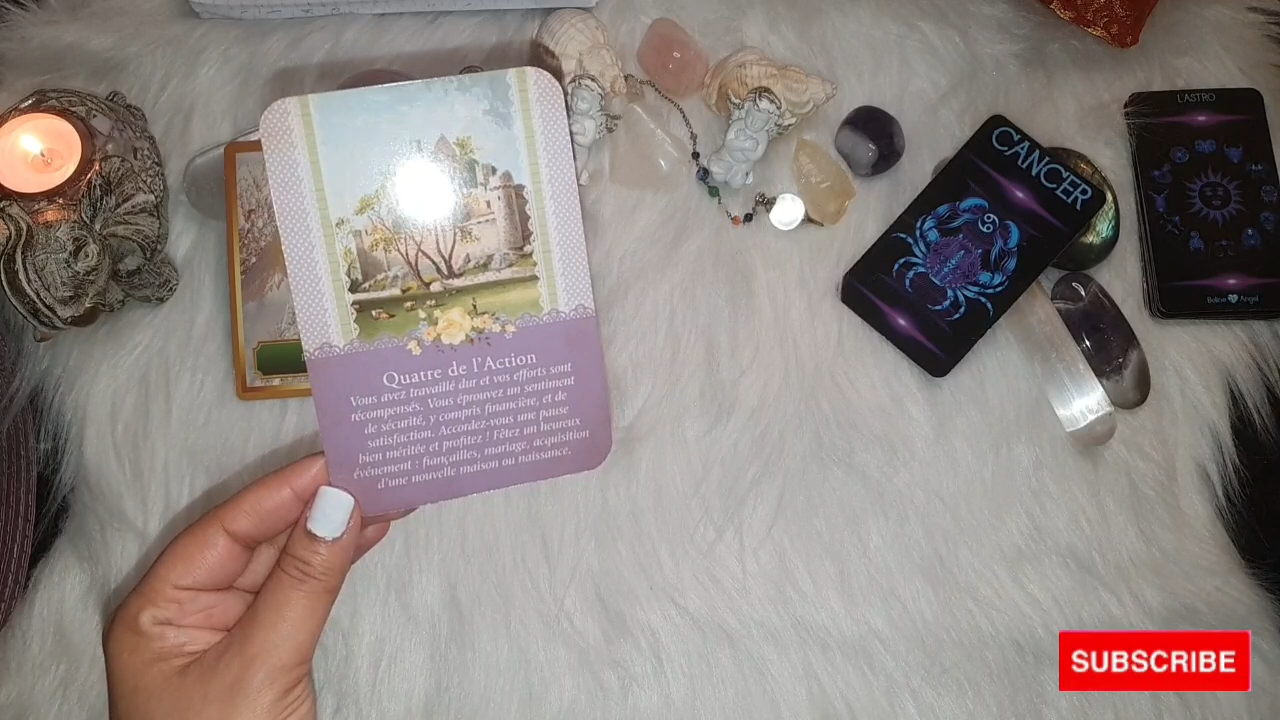 L'ASTRO
CANCER
Beline Angel
Quatre de l'Action
Vous avez travaillé dur et vos efforts sont
récompensés. Vous éprouvez un sentiment
de sécurité, y compris financière, et de
satisfaction. Accordez-vous une pause
bien méritée et profitez ! Fêtez un heureux
événement : fiançailles, mariage, acquisition
d'une nouvelle maison ou naissance.
SUBSCRIBE